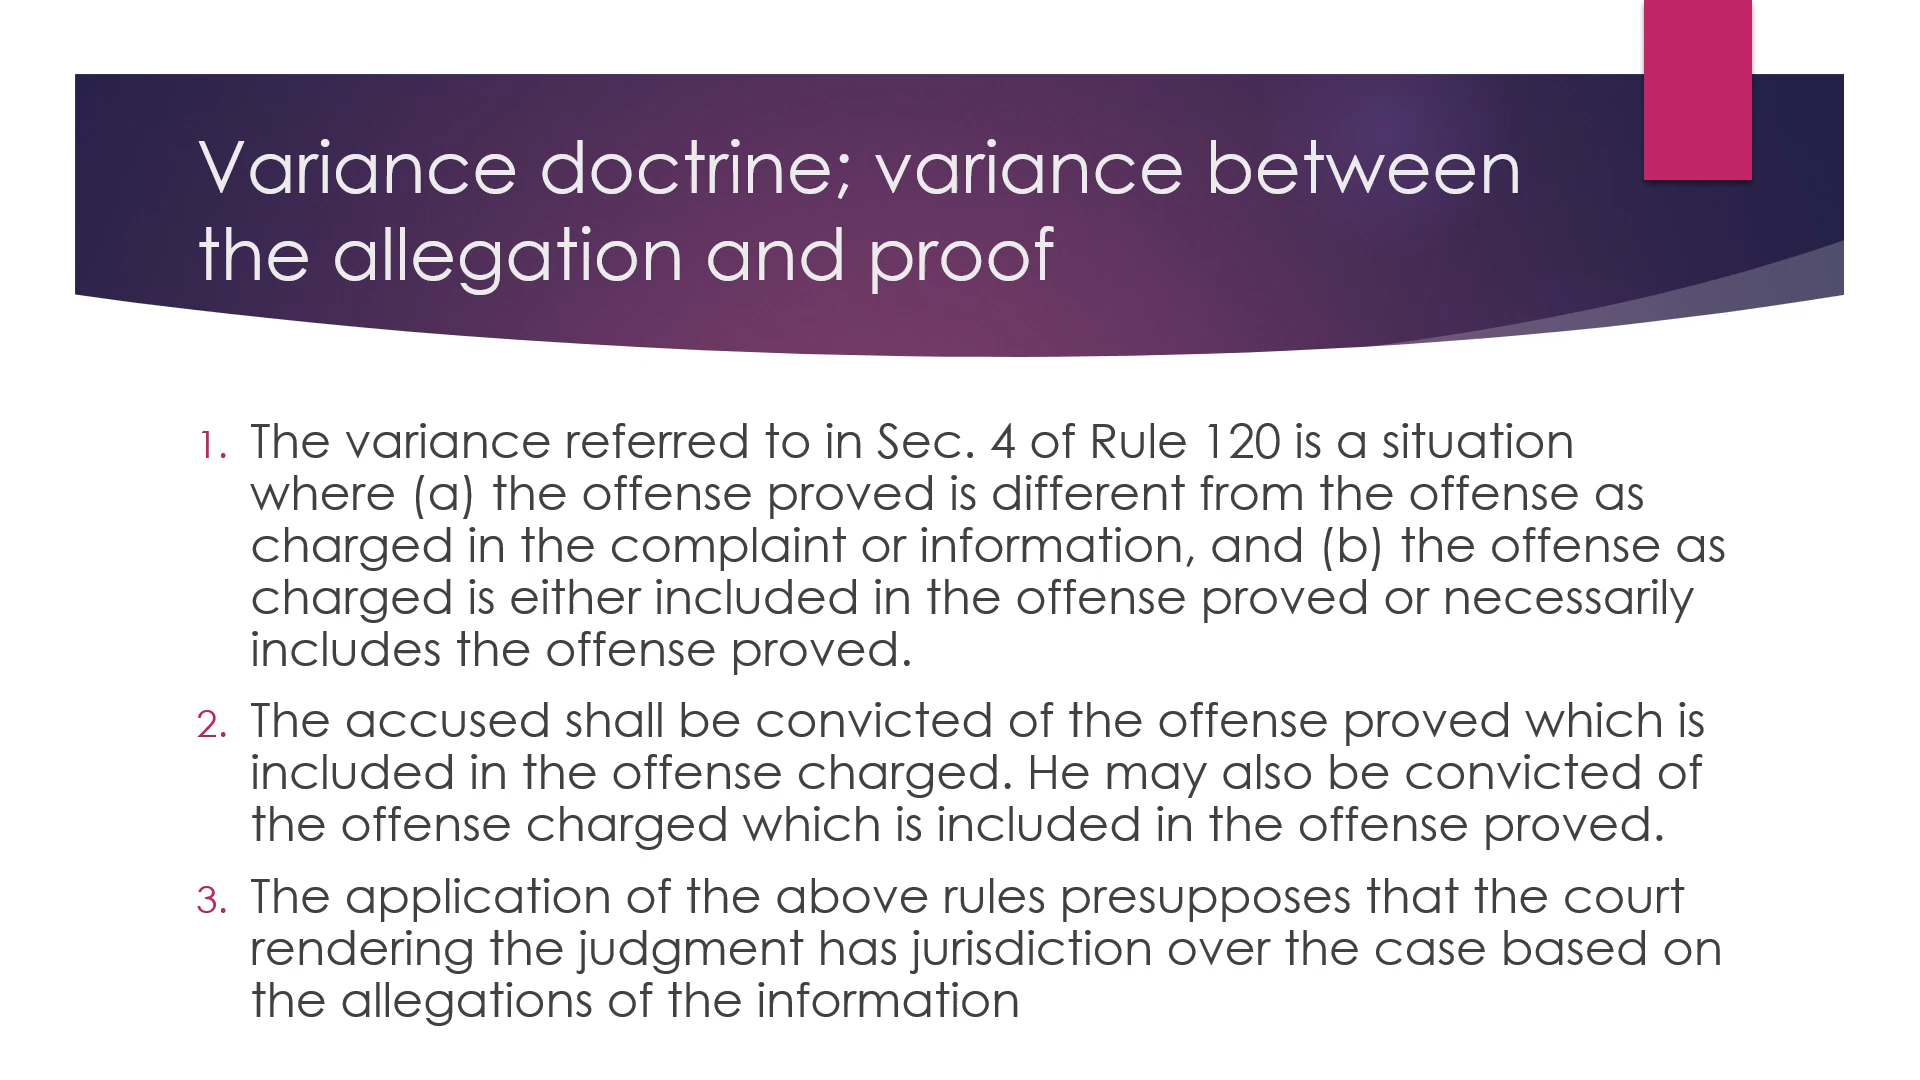 Variance doctrine; variance between
the allegation and proof
1. The variance referred to in Sec. 4 of Rule 120 is a situation
where (a) the offense proved is different from the offense as
charged in the complaint or information, and (b) the offense as
charged is either included in the offense proved or necessarily
includes the offense proved.
2. The accused shall be convicted of the offense proved which is
included in the offense charged. He may also be convicted of
the offense charged which is included in the offense proved.
3. The application of the above rules presupposes that the court
rendering the judgment has jurisdiction over the case based on
the allegations of the information